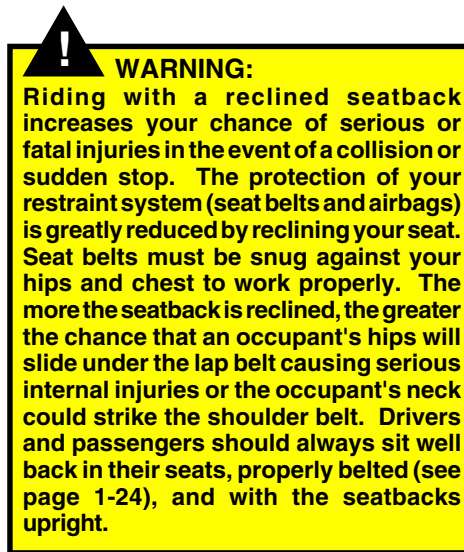 !
WARNING:
Riding with a reclined seatback
increases your chance of serious or
fatal injuries in the event of a collision or
sudden stop. The protection of your
restraint system (seat belts and airbags)
is greatly reduced by reclining your seat.
Seat belts must be snug against your
hips and chest to work properly. The
more the seatback is reclined, the greater
the chance that an occupant's hips will
slide under the lap belt causing serious
internal injuries or the occupant's neck
could strike the shoulder belt. Drivers
and passengers should always sit well
back in their seats, properly belted (see
page 1-24), and with the seatbacks
upright.